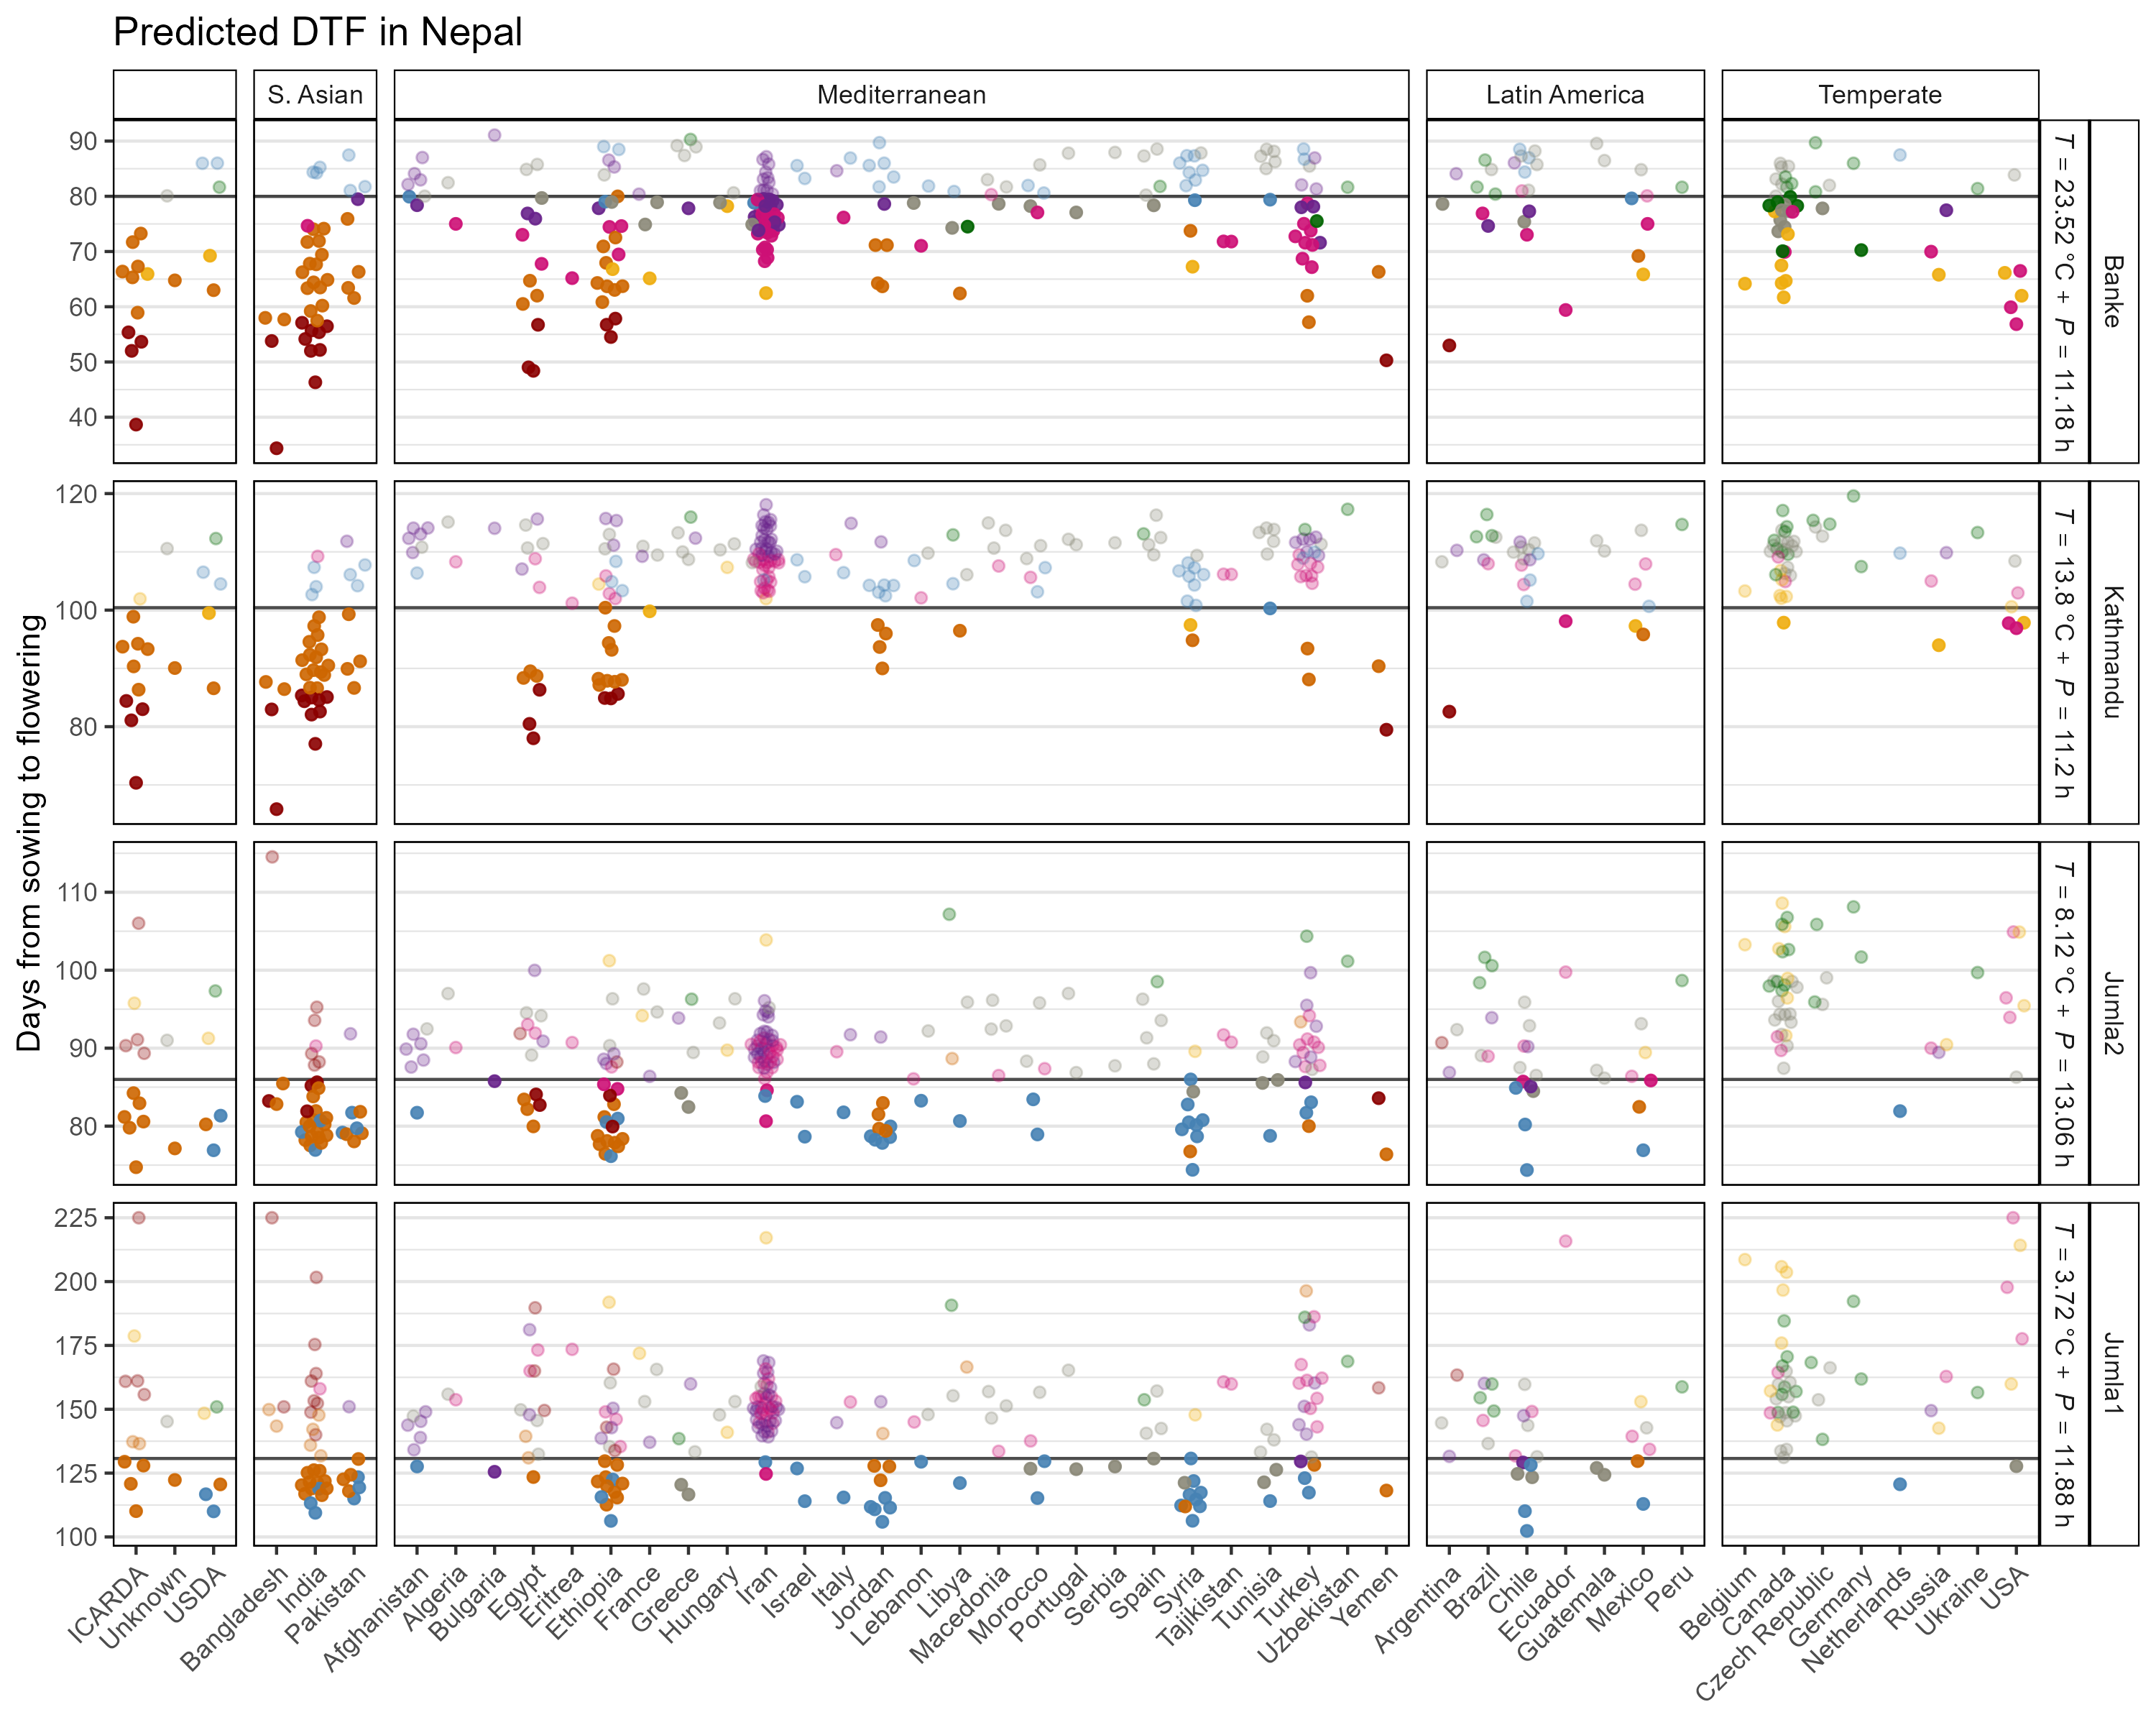 Predicted DTF in Nepal
S. Asian
Mediterranean
Latin America
Temperate
90
80
70
60
50
40
T = 23.52 °C + P = 11.18 h
Banke
120
100
80
T = 13.8 °C + P = 11.2 h
Kathmandu
110
100
90
80
T = 8.12 °C + P = 13.06 h
Jumla2
225
200
175
150
125
100
T = 3.72 °C + P = 11.88 h
Jumla1
Days from sowing to flowering
ICARDA
Unknown
USDA
Bangladesh
India
Pakistan
Afghanistan
Algeria
Bulgaria
Egypt
Eritrea
Ethiopia
France
Greece
Hungary
Iran
Israel
Italy
Jordan
Lebanon
Libya
Macedonia
Morocco
Portugal
Serbia
Spain
Syria
Tajikistan
Tunisia
Turkey
Uzbekistan
Yemen
Argentina
Brazil
Chile
Ecuador
Guatemala
Mexico
Peru
Belgium
Canada
Czech Republic
Germany
Netherlands
Russia
Ukraine
USA